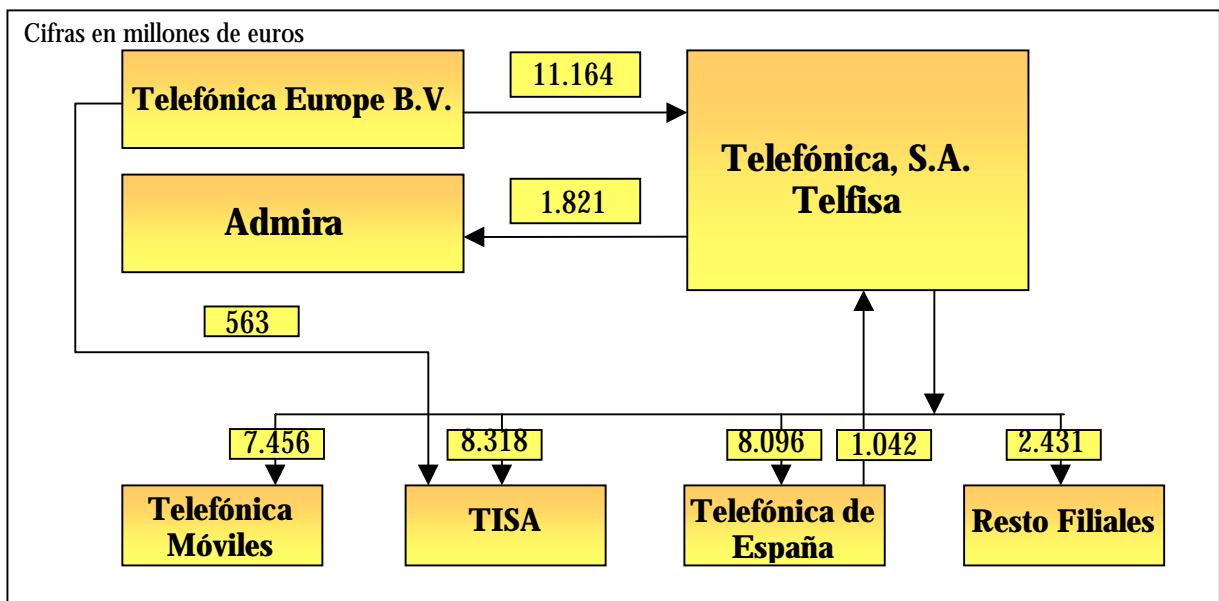 Cifras en millones de euros
Telefónica Europe B.V.
11.164
Telefónica, S.A.
Telfisa
Admira
1.821
563
7.456
8.318
8.096
1.042
2.431
Telefónica
Móviles
TISA
Telefónica de
España
Resto Filiales